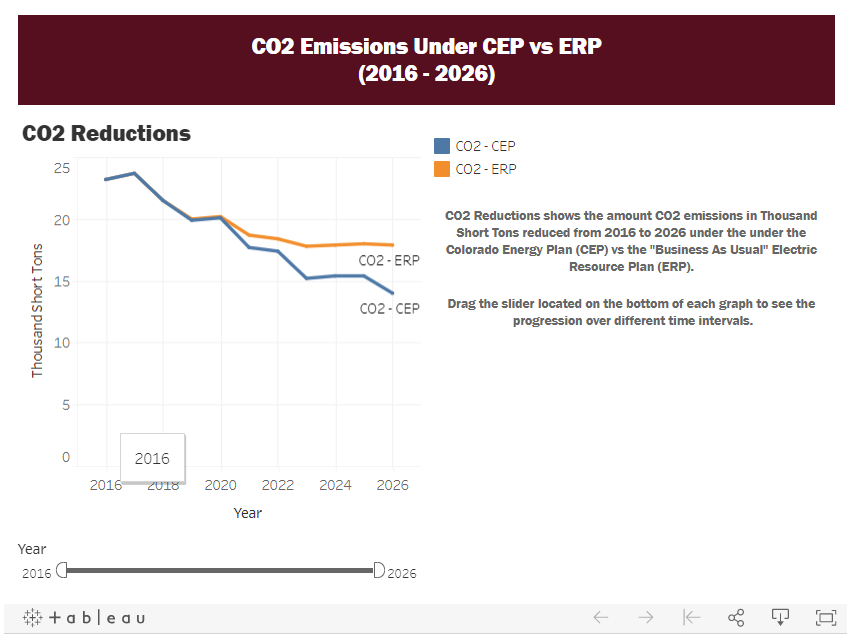 CO2 Emissions Under CEP vs ERP
(2016 - 2026)
CO2 Reductions
CO2 - CEP
CO2 - ERP
CO2 Reductions shows the amount CO2 emissions in Thousand
Short Tons reduced from 2016 to 2026 under the under the
Colorado Energy Plan (CEP) vs the "Business As Usual" Electric
Resource Plan (ERP).
Drag the slider located on the bottom of each graph to see the
progression over different time intervals.
Thousand Short Tons
25
20
15
10
5
0
CO2 - ERP
CO2 - CEP
2016
2016 2018 2020 2022 2024 2026
Year
Year
2016 2026
+ a b l e a u